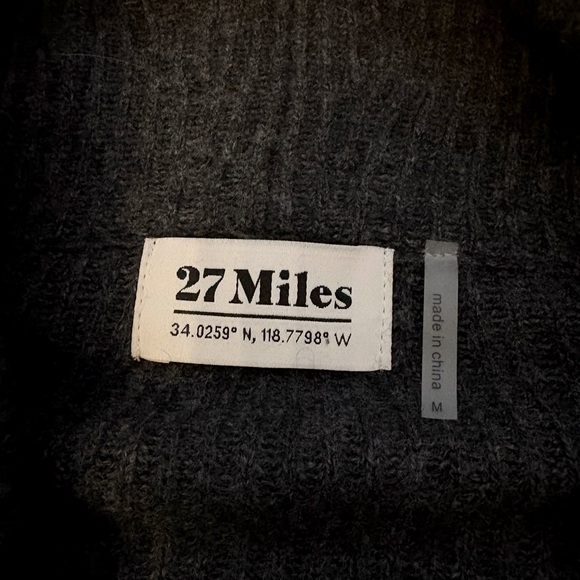 27 Miles
34.0259° N, 118.7798° W
made in china M